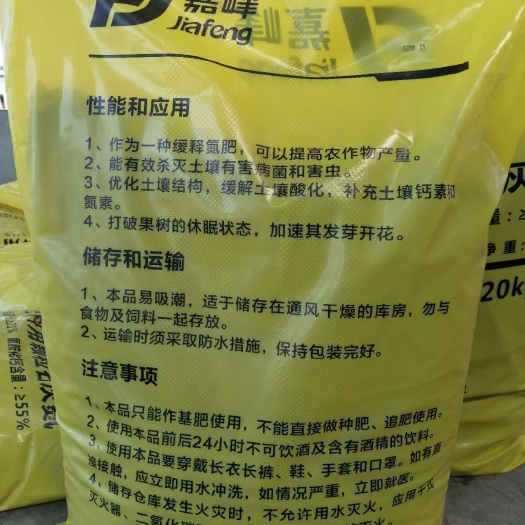 嘉峰
Jiafeng
性能和应用
1、作为一种缓释氮肥，可以提高农作物产量。
2、能有效杀灭土壤有害病菌和害虫。
3、优化土壤结构，缓解土壤酸化，补充土壤钙素和
氮素。
4、打破果树的休眠状态，加速其发芽开花。
储存和运输
1、本品易吸潮，适于储存在通风干燥的库房，勿与
食物及饲料一起存放。
2、运输时须采取防水措施，保持包装完好。
注意事项
1、本品只能作基肥使用，不能直接做种肥、追肥使用。
2、使用本品前后24小时不可饮酒及含有酒精的饮料。
3、使用本品要穿戴长衣长裤、鞋、手套和口罩。如有直
接接触，应立即用水冲洗，如情况严重，立即就医。
4、储存仓库发生火灾时，不允许用水灭火，应用干火
灭火器、二氧化碳
量：≥
净 重：
20k
≥55%